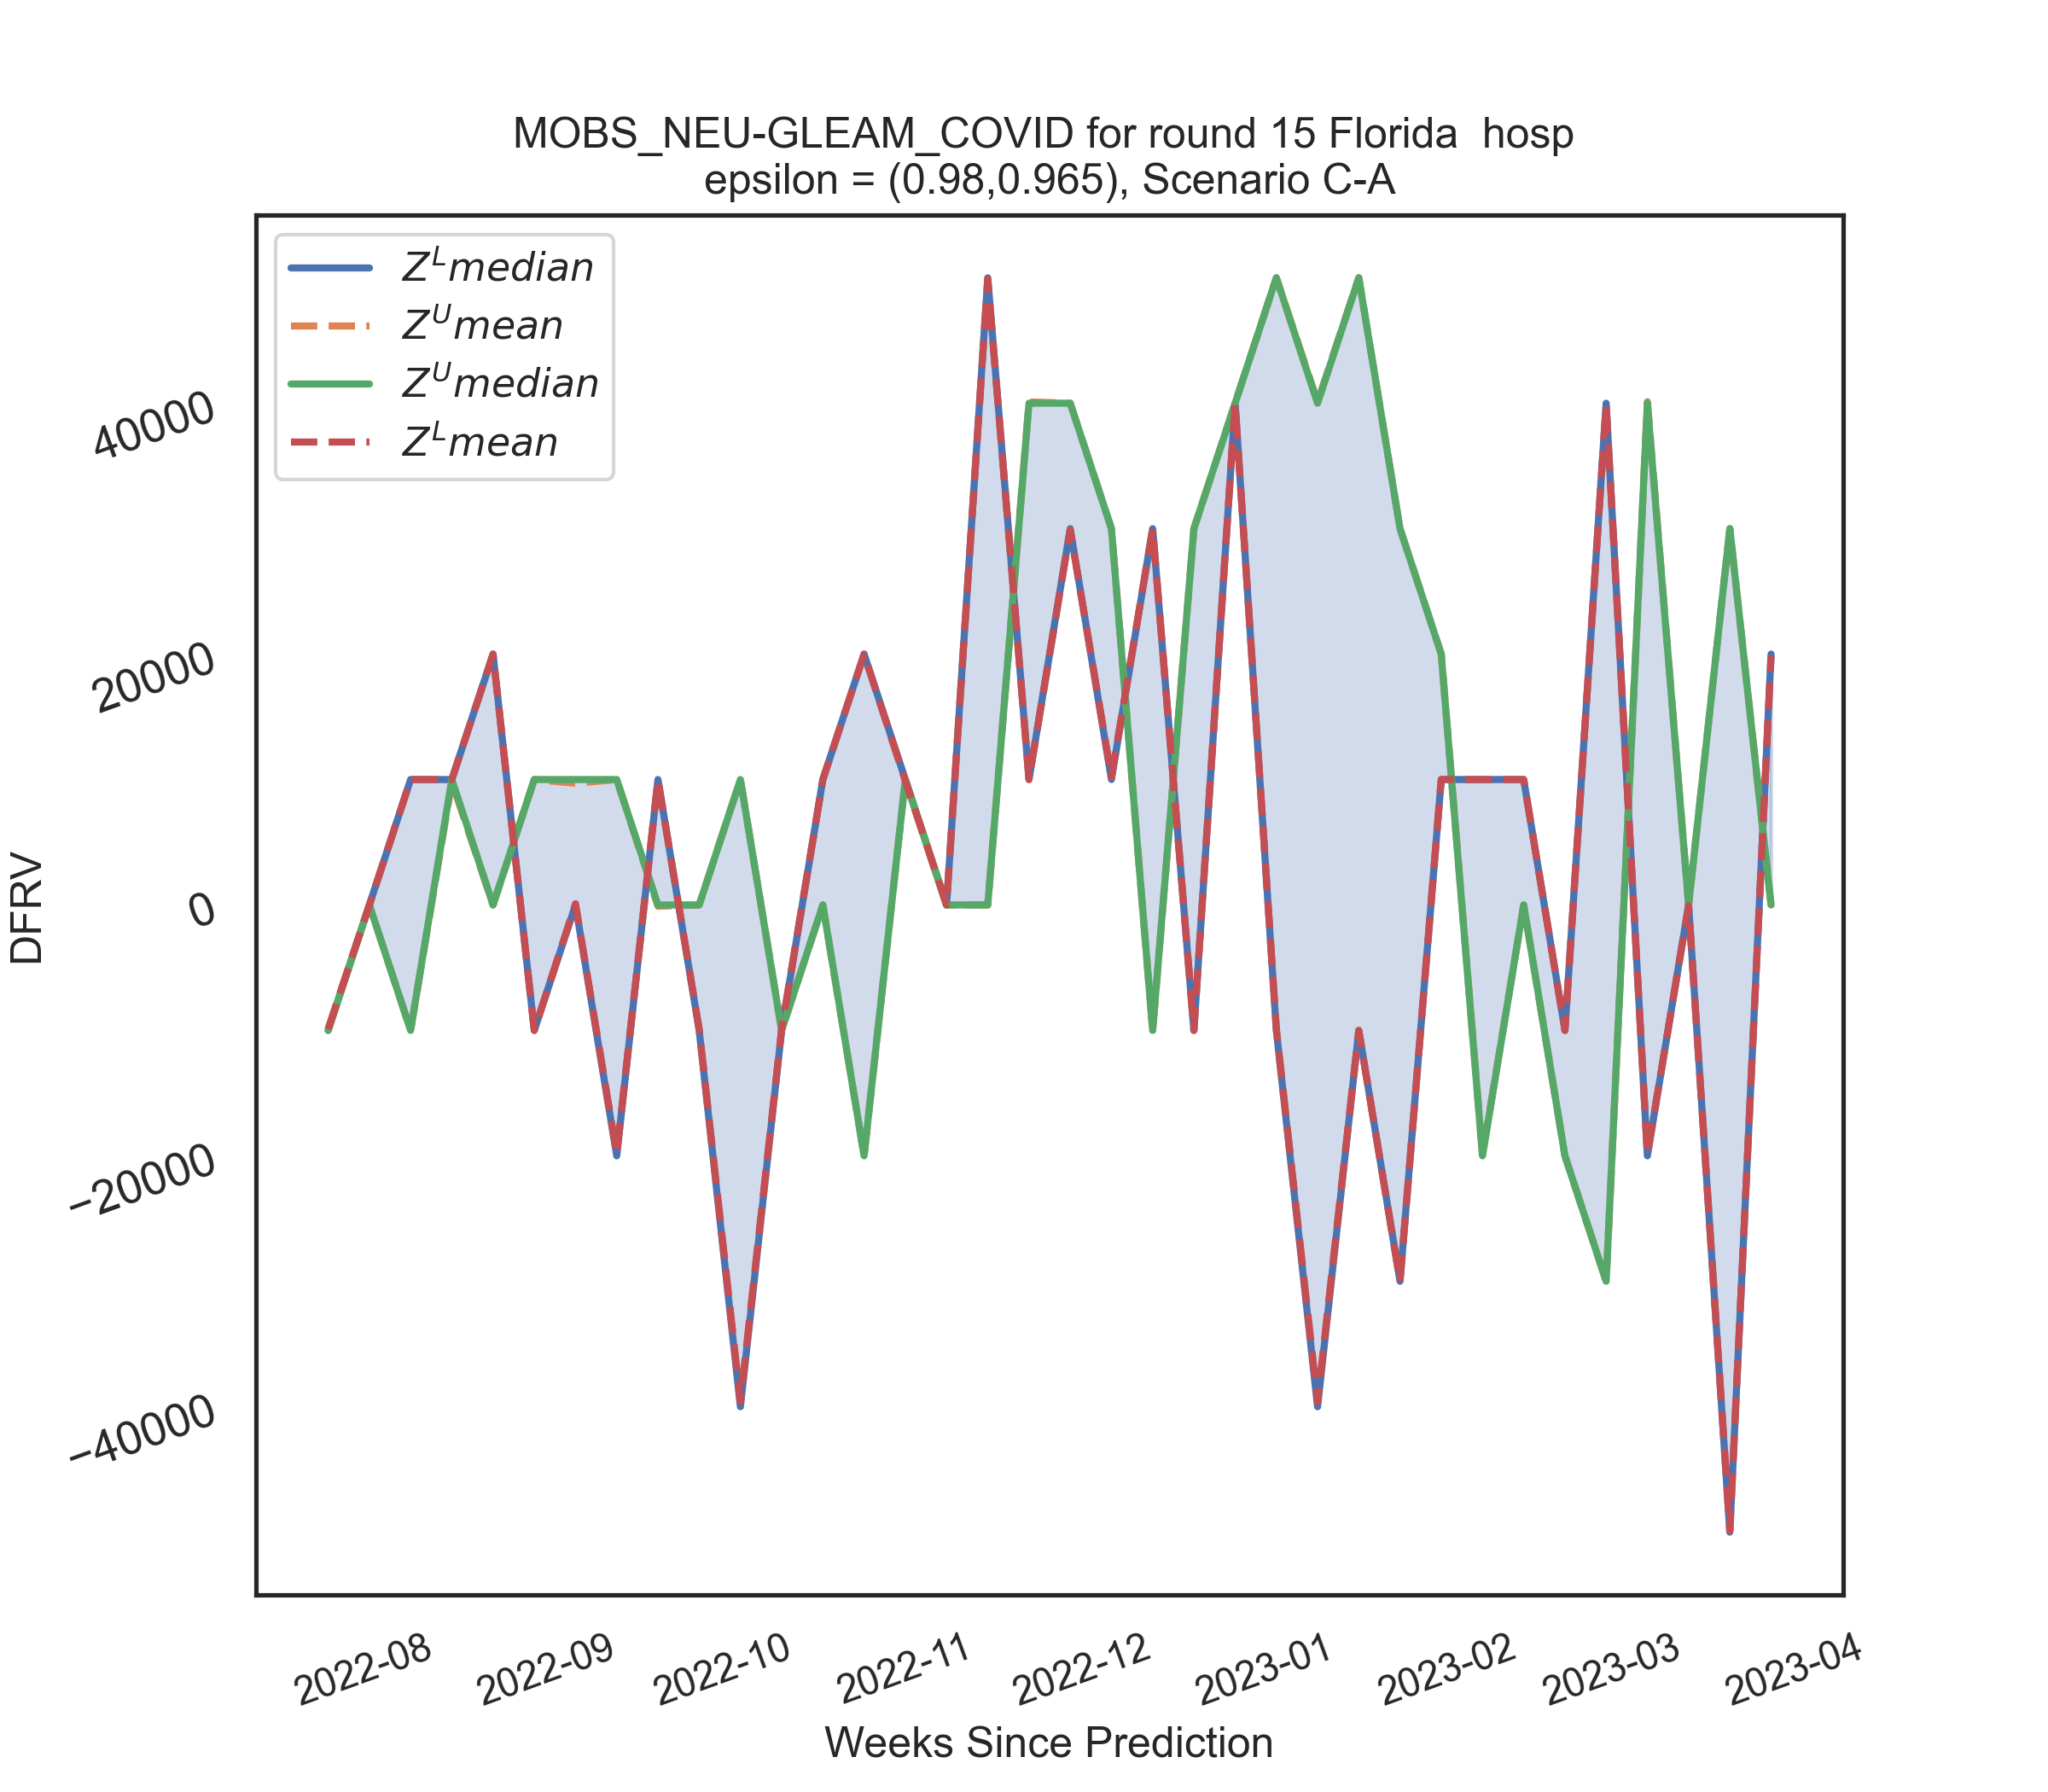 MOBS_NEU-GLEAM_COVID for round 15 Florida  hosp
epsilon = (0.98,0.965), Scenario C-A
Z^L median
Z^U mean
Z^U median
Z^L mean
40000
20000
0
−20000
−40000
DFRV
2022-08
2022-09
2022-10
2022-11
2022-12
2023-01
2023-02
2023-03
2023-04
Weeks Since Prediction